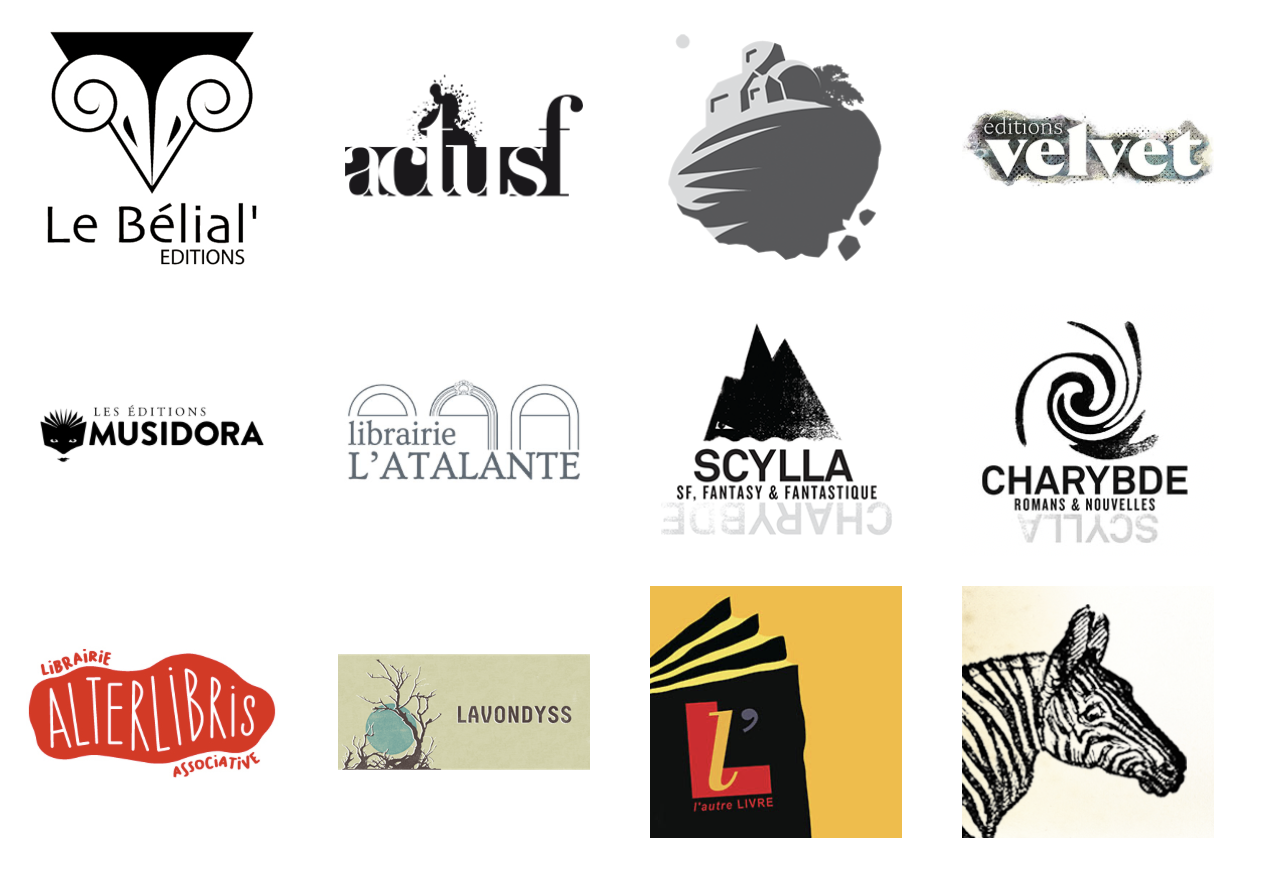 Le Bélial'
EDITIONS
actusf
éditions
velvet
LES ÉDITIONS
MUSIDORA
librairie
L'ATALANTE
SCYLLA
SF, FANTASY & FANTASTIQUE
CHARYBDE
CHARYBDE
ROMANS & NOUVELLES
SCYLLA
LiBRAiRiE
ALTERLiBRiS
ASSOCiATiVE
LAVONDYSS
L
l'
l'autre LIVRE